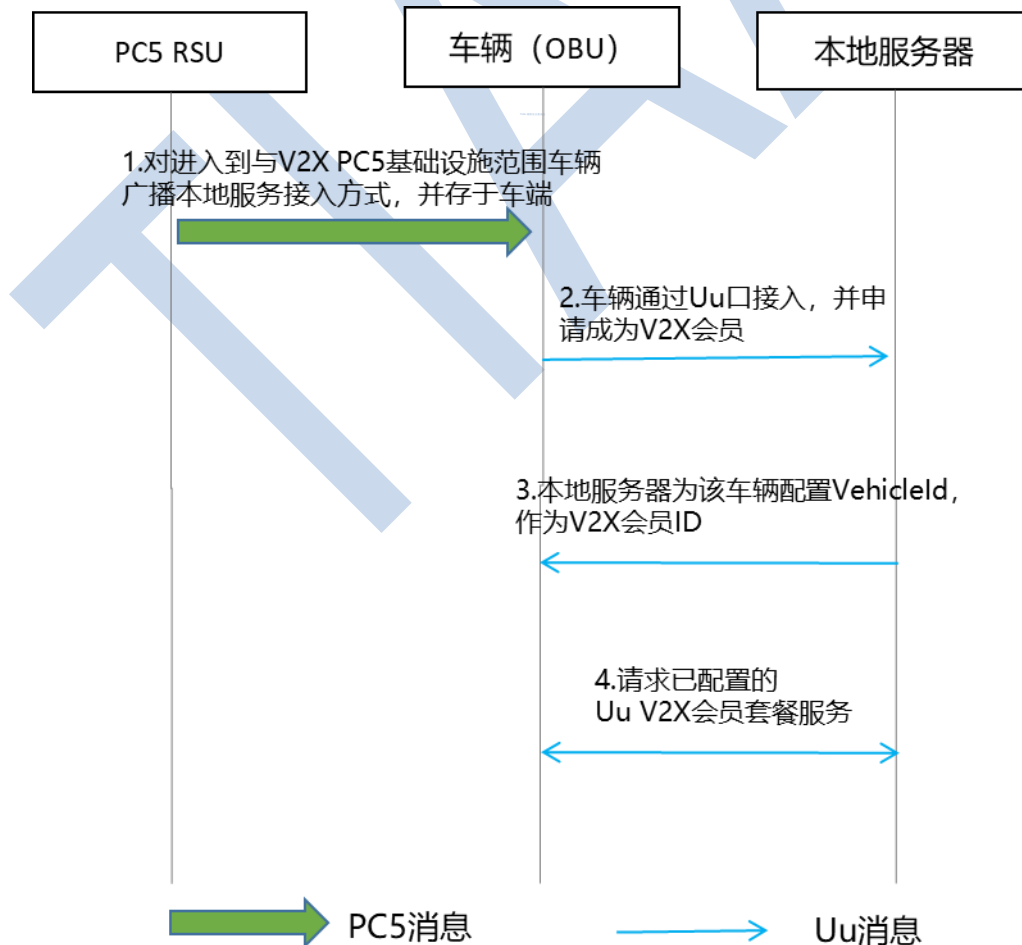 PC5 RSU
车辆（OBU）
本地服务器
1.对进入到与V2X PC5基础设施范围车辆
广播本地服务接入方式，并存于车端
2.车辆通过Uu口接入，并申
请成为V2X会员
3.本地服务器为该车辆配置VehicleId，
作为V2X会员ID
4.请求已配置的
Uu V2X会员套餐服务
PC5消息
Uu消息